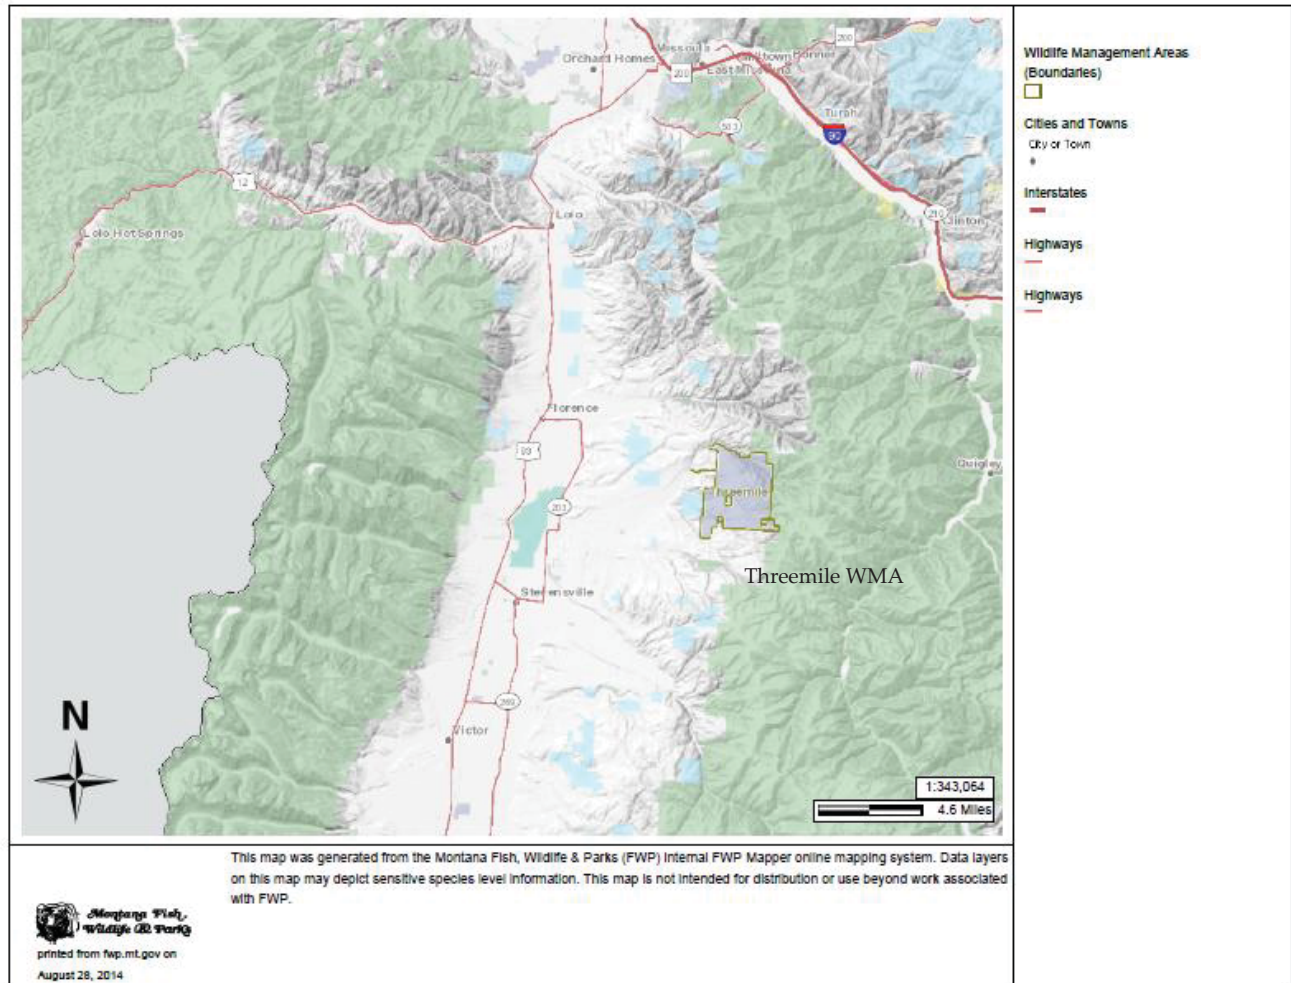 Missoula
Orchard Homes
200
200
Bonner
East Missoula
Turah
533
90
12
Lolo
210
Clinton
Lolo Hot Springs
Florence
93
Quigley
Threemile
203
Threemile WMA
Stevensville
269
Victor
N
1:343,064
4.6 Miles
Wildlife Management Areas
(Boundaries)
Cities and Towns
City or Town
Interstates
Highways
Highways
This map was generated from the Montana Fish, Wildlife & Parks (FWP) Internal FWP Mapper online mapping system. Data layers
on this map may depict sensitive species level information. This map is not intended for distribution or use beyond work associated
with FWP.
Montana Fish,
Wildlife & Parks
printed from fwp.mt.gov on
August 28, 2014